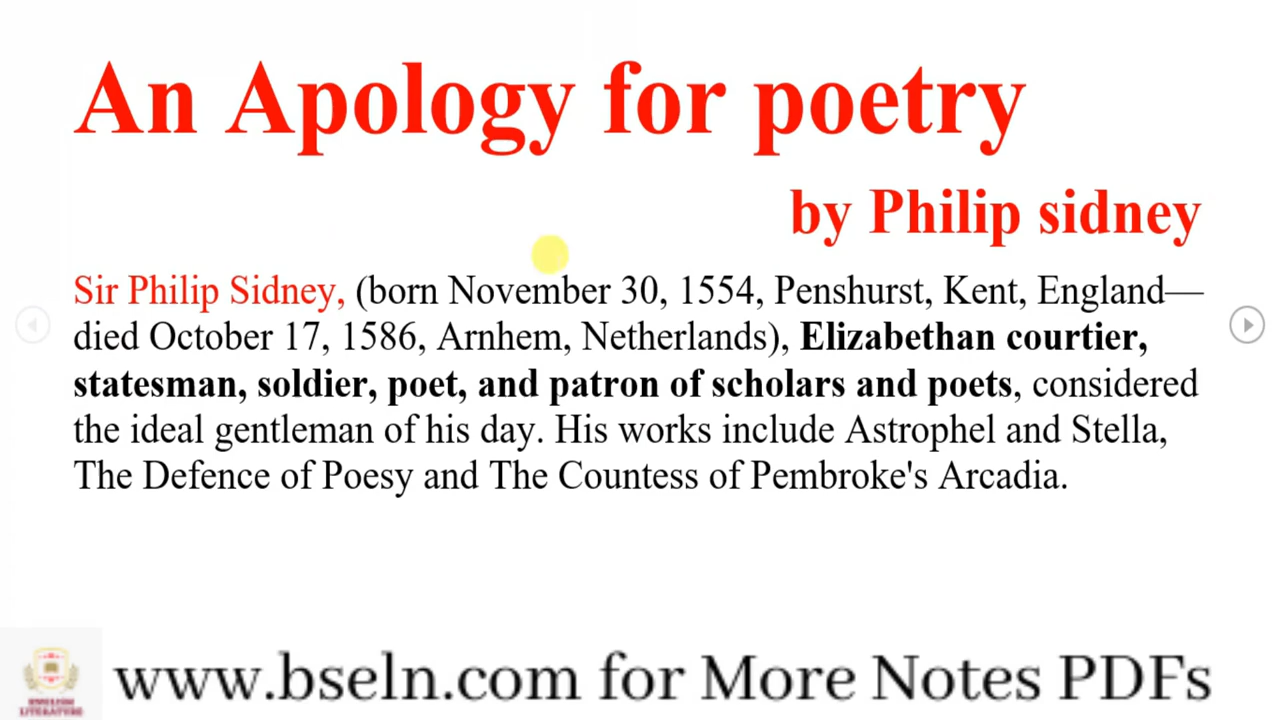 An Apology for poetry
by Philip sidney
Sir Philip Sidney, (born November 30, 1554, Penshurst, Kent, England—
died October 17, 1586, Arnhem, Netherlands), Elizabethan courtier,
statesman, soldier, poet, and patron of scholars and poets, considered
the ideal gentleman of his day. His works include Astrophel and Stella,
The Defence of Poesy and The Countess of Pembroke's Arcadia.
www.bseln.com for More Notes PDFs
ENGLISH
LITERATURE